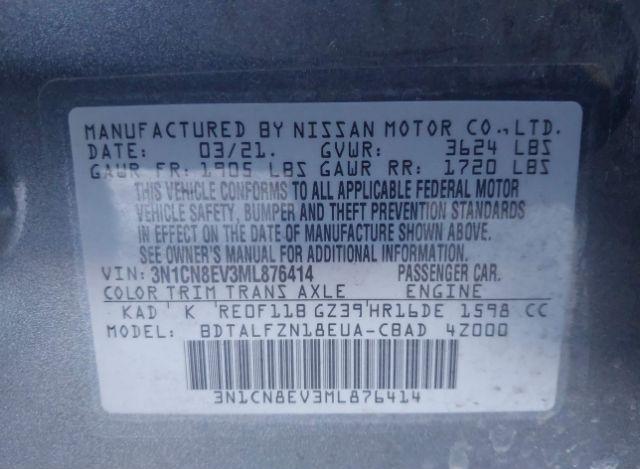 MANUFACTURED BY NISSAN MOTOR CO.,LTD.
DATE: 03/21. GVWR: 3624 LBS
GAWR FR: 1905 LBS GAWR RR: 1720 LBS
THIS VEHICLE CONFORMS TO ALL APPLICABLE FEDERAL MOTOR
VEHICLE SAFETY, BUMPER AND THEFT PREVENTION STANDARDS
IN EFFECT ON THE DATE OF MANUFACTURE SHOWN ABOVE.
SEE OWNER'S MANUAL FOR ADDITIONAL INFORMATION.
VIN: 3N1CN8EV3ML876414 PASSENGER CAR.
COLOR TRIM TRANS AXLE ENGINE
KAD K RE0F11B GZ39 HR16DE 1598 CC
MODEL: BDTALFZN18EUA-CBAD 4Z000
3N1CN8EV3ML876414